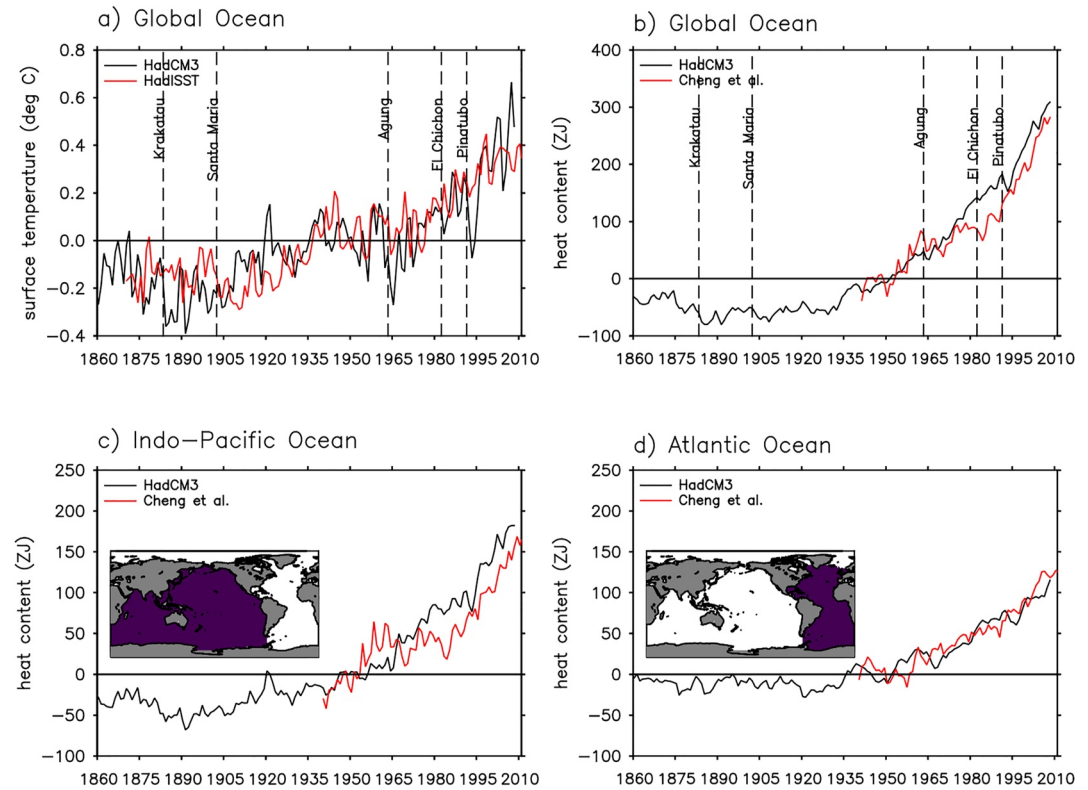 a) Global Ocean
surface temperature (deg C)
0.8
0.6
0.4
0.2
0.0
−0.2
−0.4
HadCM3
HadISST
Krakatau
Santa Maria
Agung
El Chichon
Pinatubo
1860 1875 1890 1905 1920 1935 1950 1965 1980 1995 2010
b) Global Ocean
heat content (ZJ)
400
300
200
100
0
−100
HadCM3
Cheng et al.
Krakatau
Santa Maria
Agung
El Chichon
Pinatubo
1860 1875 1890 1905 1920 1935 1950 1965 1980 1995 2010
c) Indo−Pacific Ocean
heat content (ZJ)
250
200
150
100
50
0
−50
−100
HadCM3
Cheng et al.
1860 1875 1890 1905 1920 1935 1950 1965 1980 1995 2010
d) Atlantic Ocean
heat content (ZJ)
250
200
150
100
50
0
−50
−100
HadCM3
Cheng et al.
1860 1875 1890 1905 1920 1935 1950 1965 1980 1995 2010